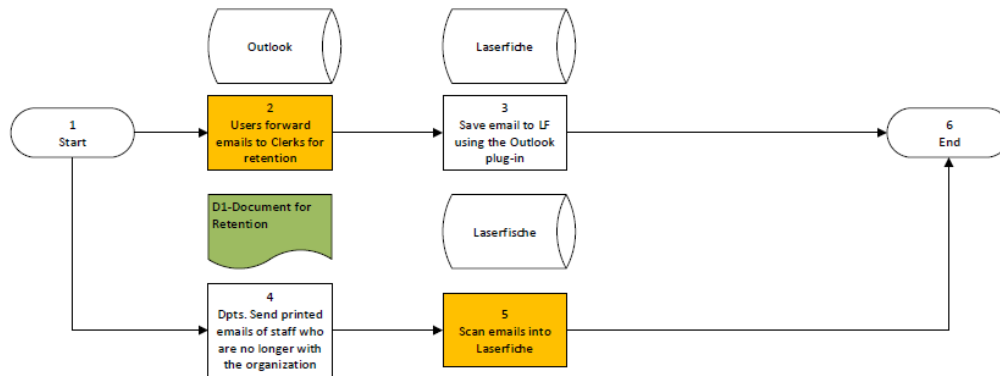 Outlook
Laserfiche
1
Start
2
Users forward
emails to Clerks for
retention
3
Save email to LF
using the Outlook
plug-in
6
End
D1-Document for
Retention
Laserfische
4
Dpts. Send printed
emails of staff who
are no longer with
the organization
5
Scan emails into
Laserfiche